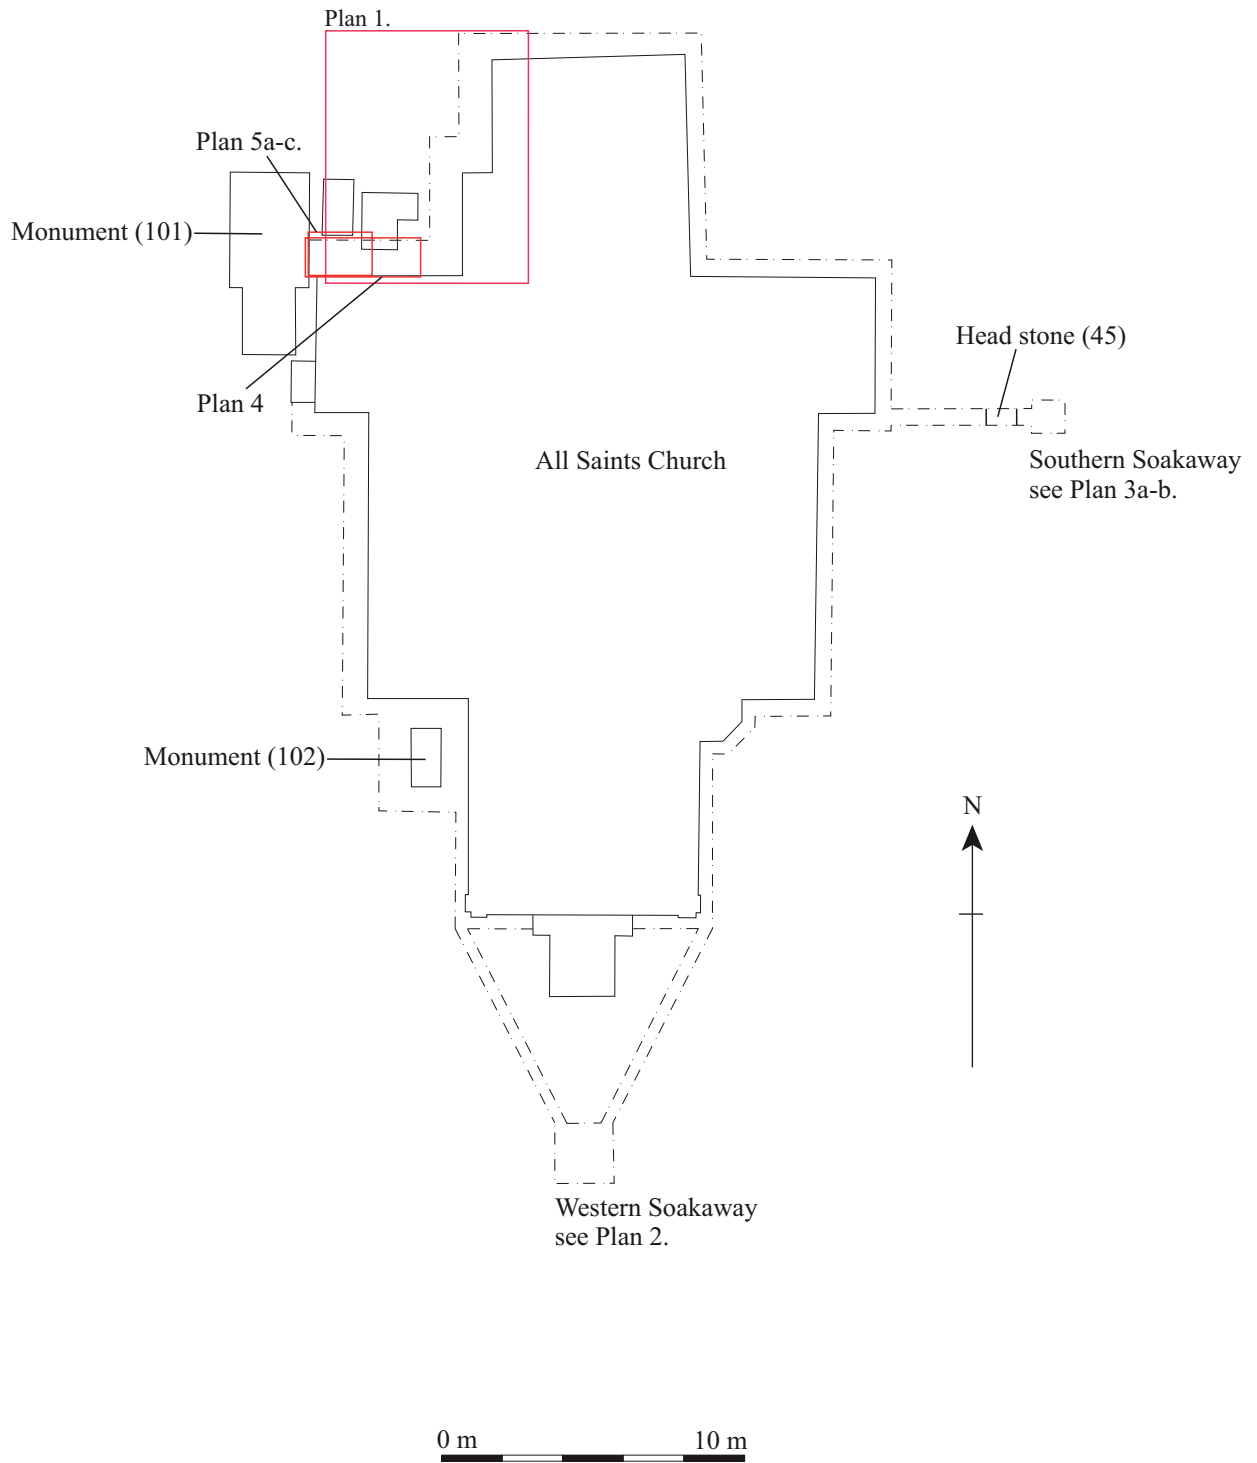 Plan 1.
Plan 5a-c.
Monument (101)
Head stone (45)
Plan 4
All Saints Church
Southern Soakaway
see Plan 3a-b.
Monument (102)
N
Western Soakaway
see Plan 2.
0 m 10 m